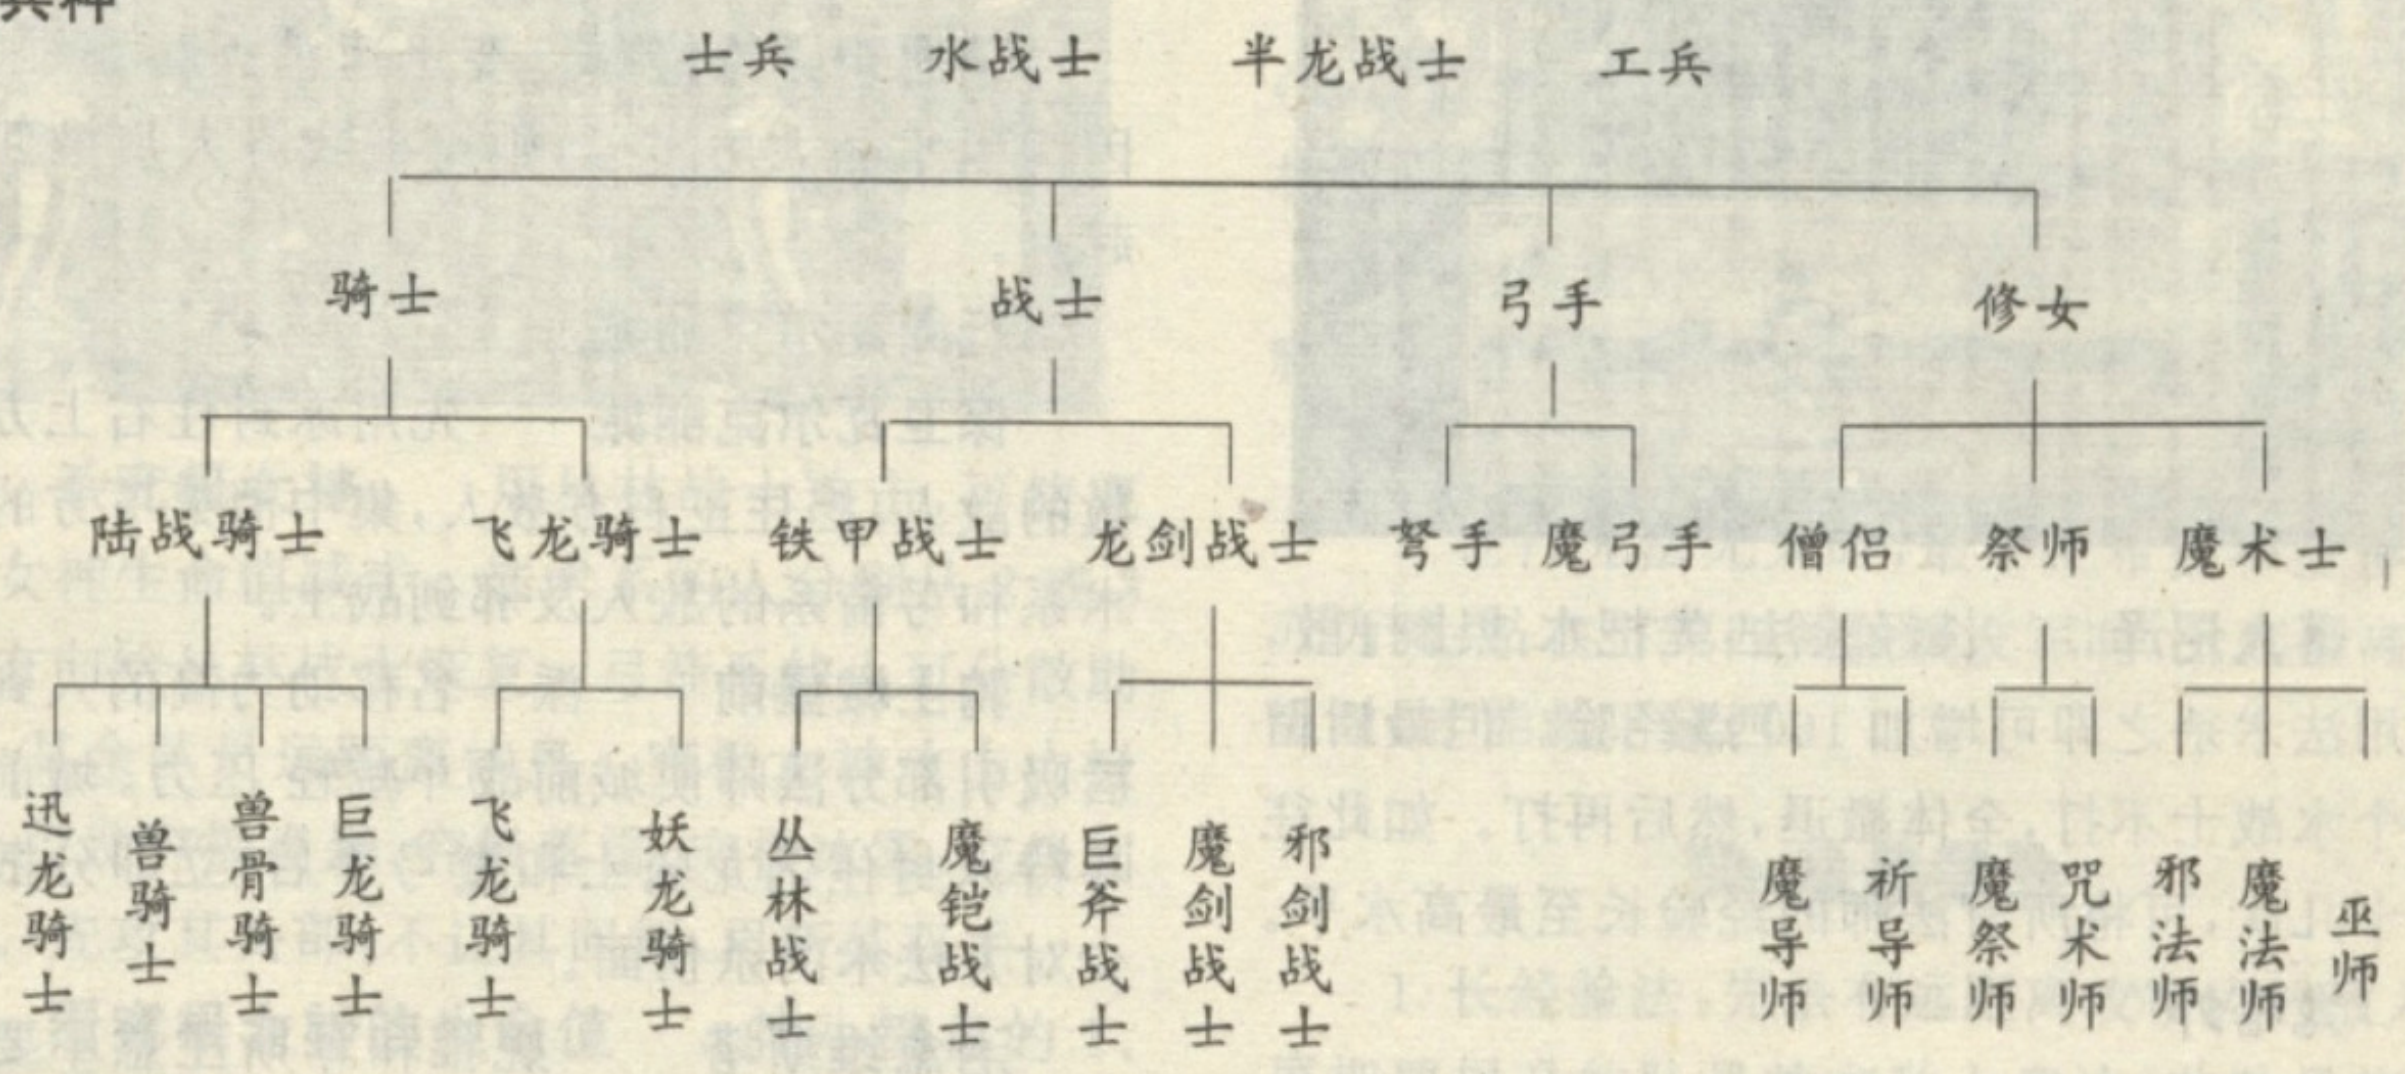 兵种
士兵 水战士 半龙战士 工兵
骑士 战士 弓手 修女
陆战骑士 飞龙骑士 铁甲战士 龙剑战士 弩手 魔弓手 僧侣 祭师 魔术士
迅龙骑士
兽骑士
兽骨骑士
巨龙骑士
飞龙骑士
妖龙骑士
丛林战士
魔铠战士
巨斧战士
魔剑战士
邪剑战士
魔导师
祈导师
魔祭师
咒术师
邪法师
魔法师
巫师